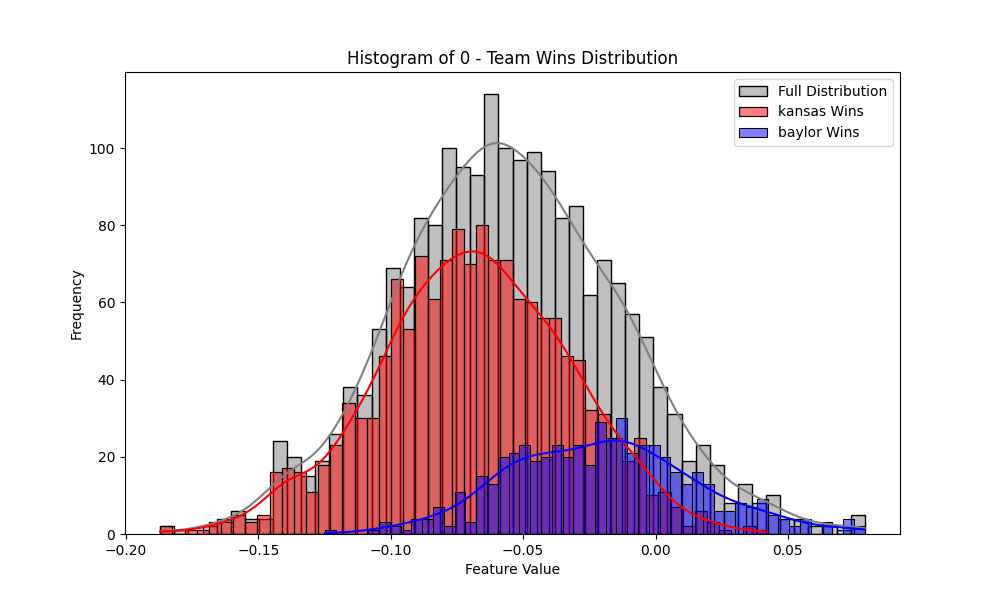 Histogram of 0 - Team Wins Distribution
Full Distribution
kansas Wins
baylor Wins
Frequency
100
80
60
40
20
0
−0.20
−0.15
−0.10
−0.05
0.00
0.05
Feature Value